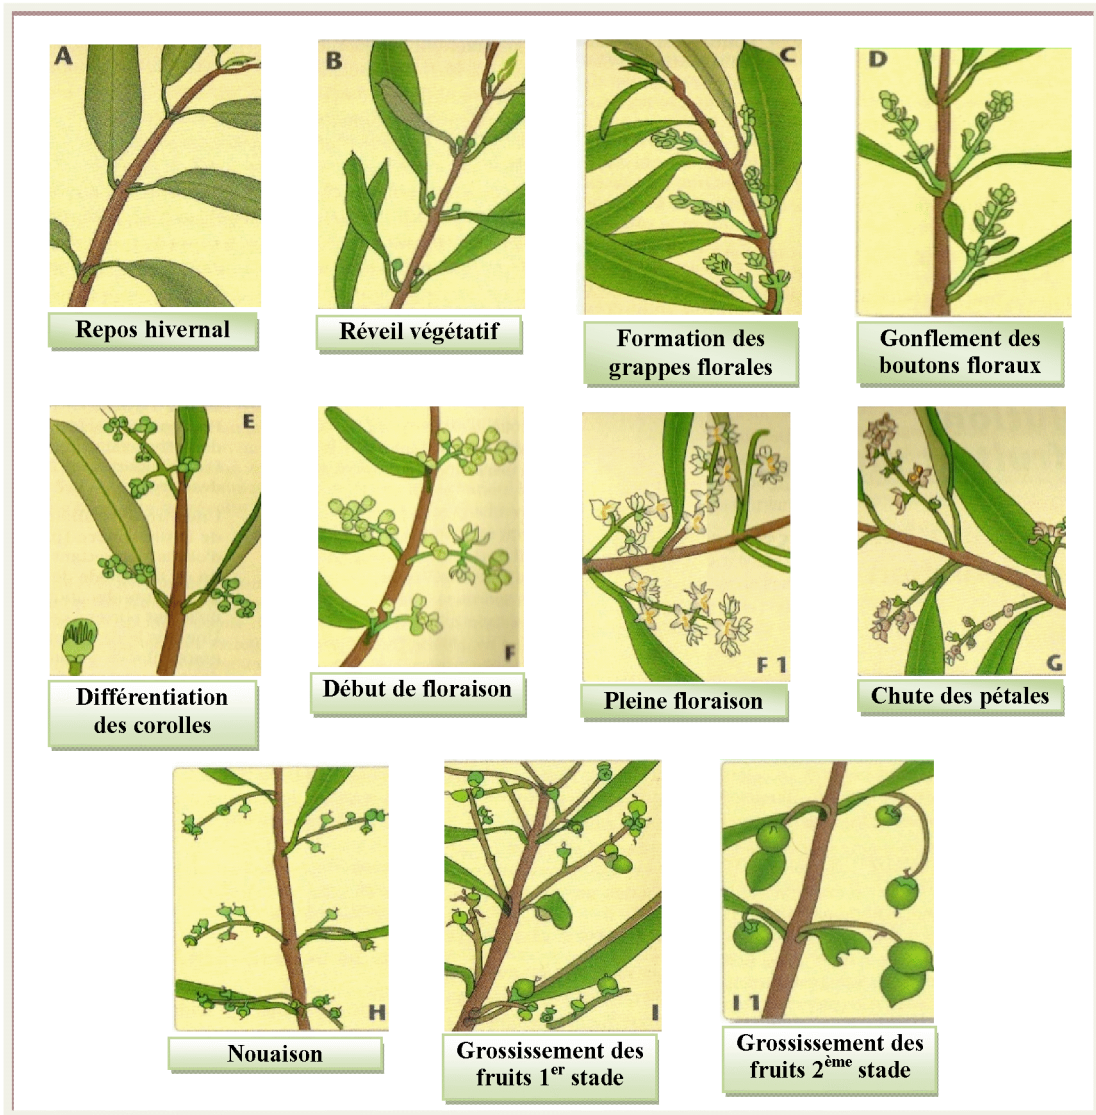 A
B
C
D
Repos hivernal
Réveil végétatif
Formation des
grappes florales
Gonflement des
boutons floraux
E
F
F 1
G
Différentiation
des corolles
Début de floraison
Pleine floraison
Chute des pétales
H
I
I 1
Nouaison
Grossissement des
fruits 1er stade
Grossissement des
fruits 2ème stade